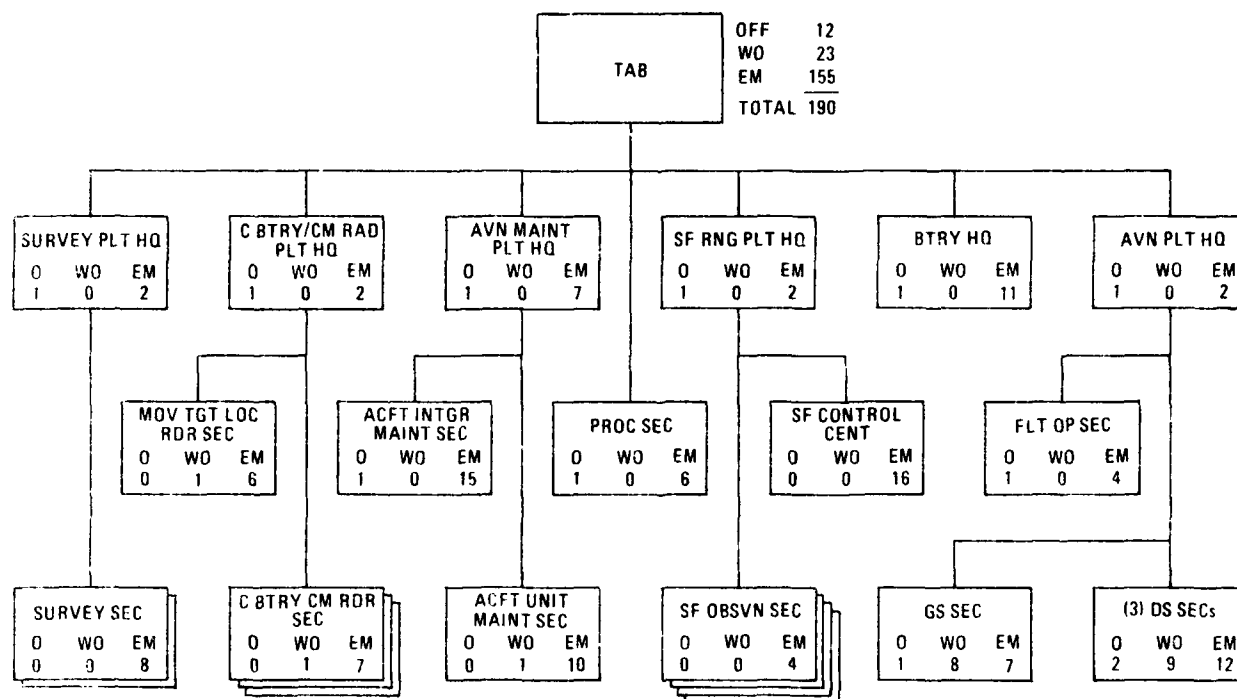 TAB
OFF 12
WO 23
EM 155
TOTAL 190
SURVEY PLT HQ
O WO EM
1 0 2
C BTRY/CM RAD
PLT HQ
O WO EM
1 0 2
AVN MAINT
PLT HQ
O WO EM
1 0 7
SF RNG PLT HQ
O WO EM
1 0 2
BTRY HQ
O WO EM
1 0 11
AVN PLT HQ
O WO EM
1 0 2
MOV TGT LOC
RDR SEC
O WO EM
0 1 6
ACFT INTGR
MAINT SEC
O WO EM
1 0 15
PROC SEC
O WO EM
1 0 6
SF CONTROL
CENT
O WO EM
0 0 16
FLT OP SEC
O WO EM
1 0 4
SURVEY SEC
O WO EM
0 0 8
C BTRY CM RDR
SEC
O WO EM
0 1 7
ACFT UNIT
MAINT SEC
O WO EM
0 1 10
SF OBSVN SEC
O WO EM
0 0 4
GS SEC
O WO EM
1 8 7
(3) DS SECs
O WO EM
2 9 12